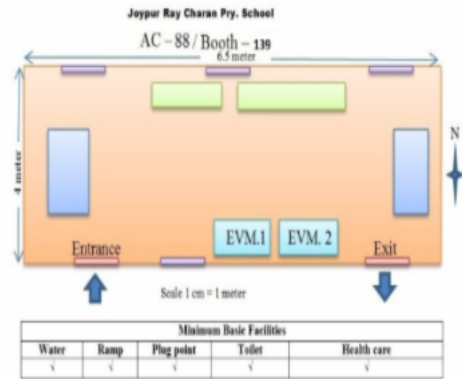 Joypur Ray Charan Pry. School
AC – 88 / Booth – 139
6.5 meter
4 meter
N
EVM.1 EVM. 2
Entrance Exit
Scale 1 cm = 1 meter
Minimum Basic Facilities
Water Ramp Plug point Toilet Health care
√ √ √ √ √